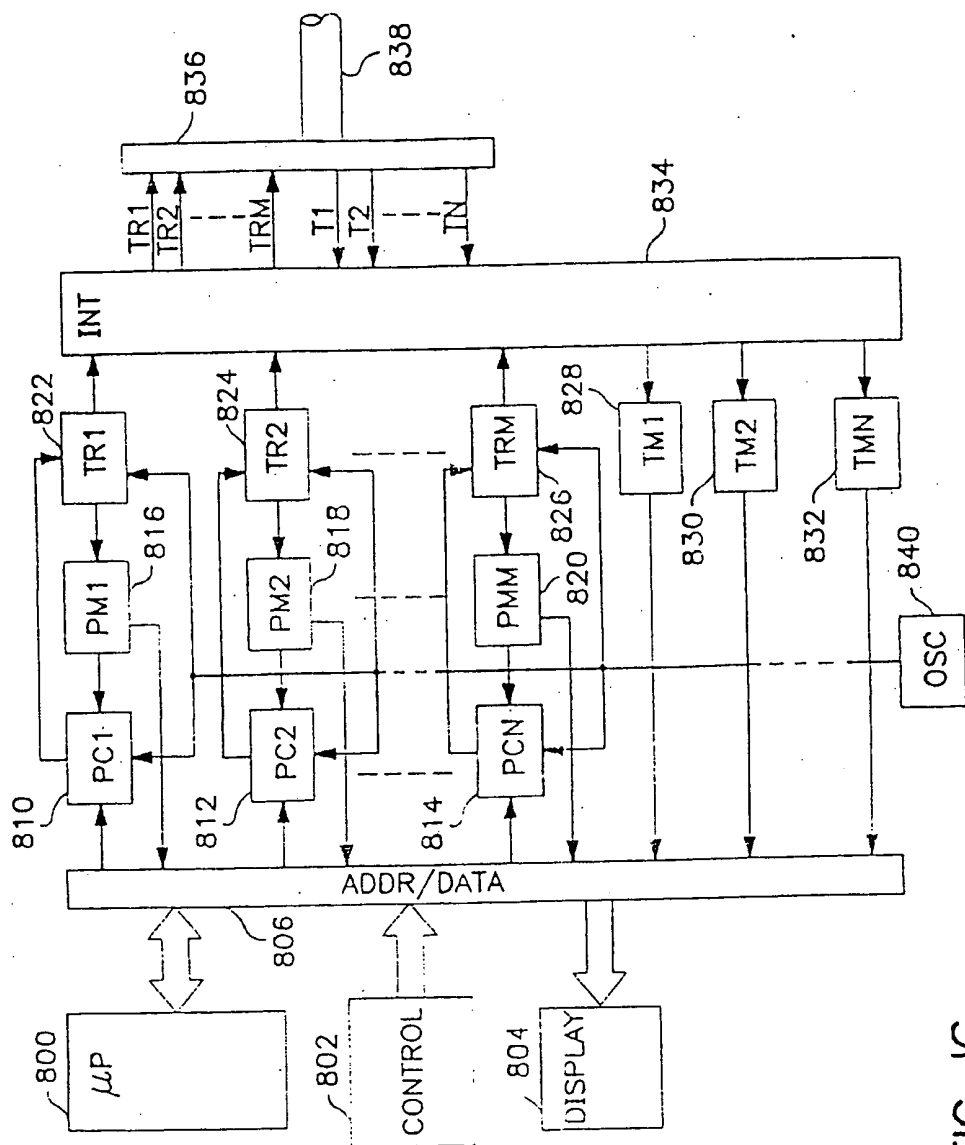 838
836
TR1
TR2
TRM
T1
T2
TN
834
INT
822
824
828
TR1
TR2
TRM
TM1
TM2
TMN
826
830
832
816
818
820
840
PM1
PM2
PMM
OSC
PC1
PC2
PCN
810
812
814
ADDR/DATA
806
800
802
804
μP
CONTROL
DISPLAY